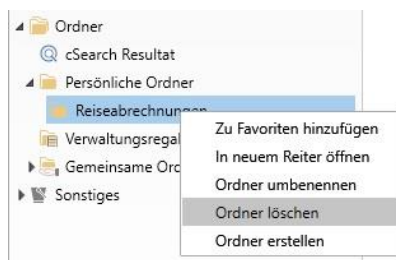 Ordner
cSearch Resultat
Persönliche Ordner
Reiseabrechnungen
Verwaltungsregal
Gemeinsame Ord
Sonstiges
Zu Favoriten hinzufügen
In neuem Reiter öffnen
Ordner umbenennen
Ordner löschen
Ordner erstellen